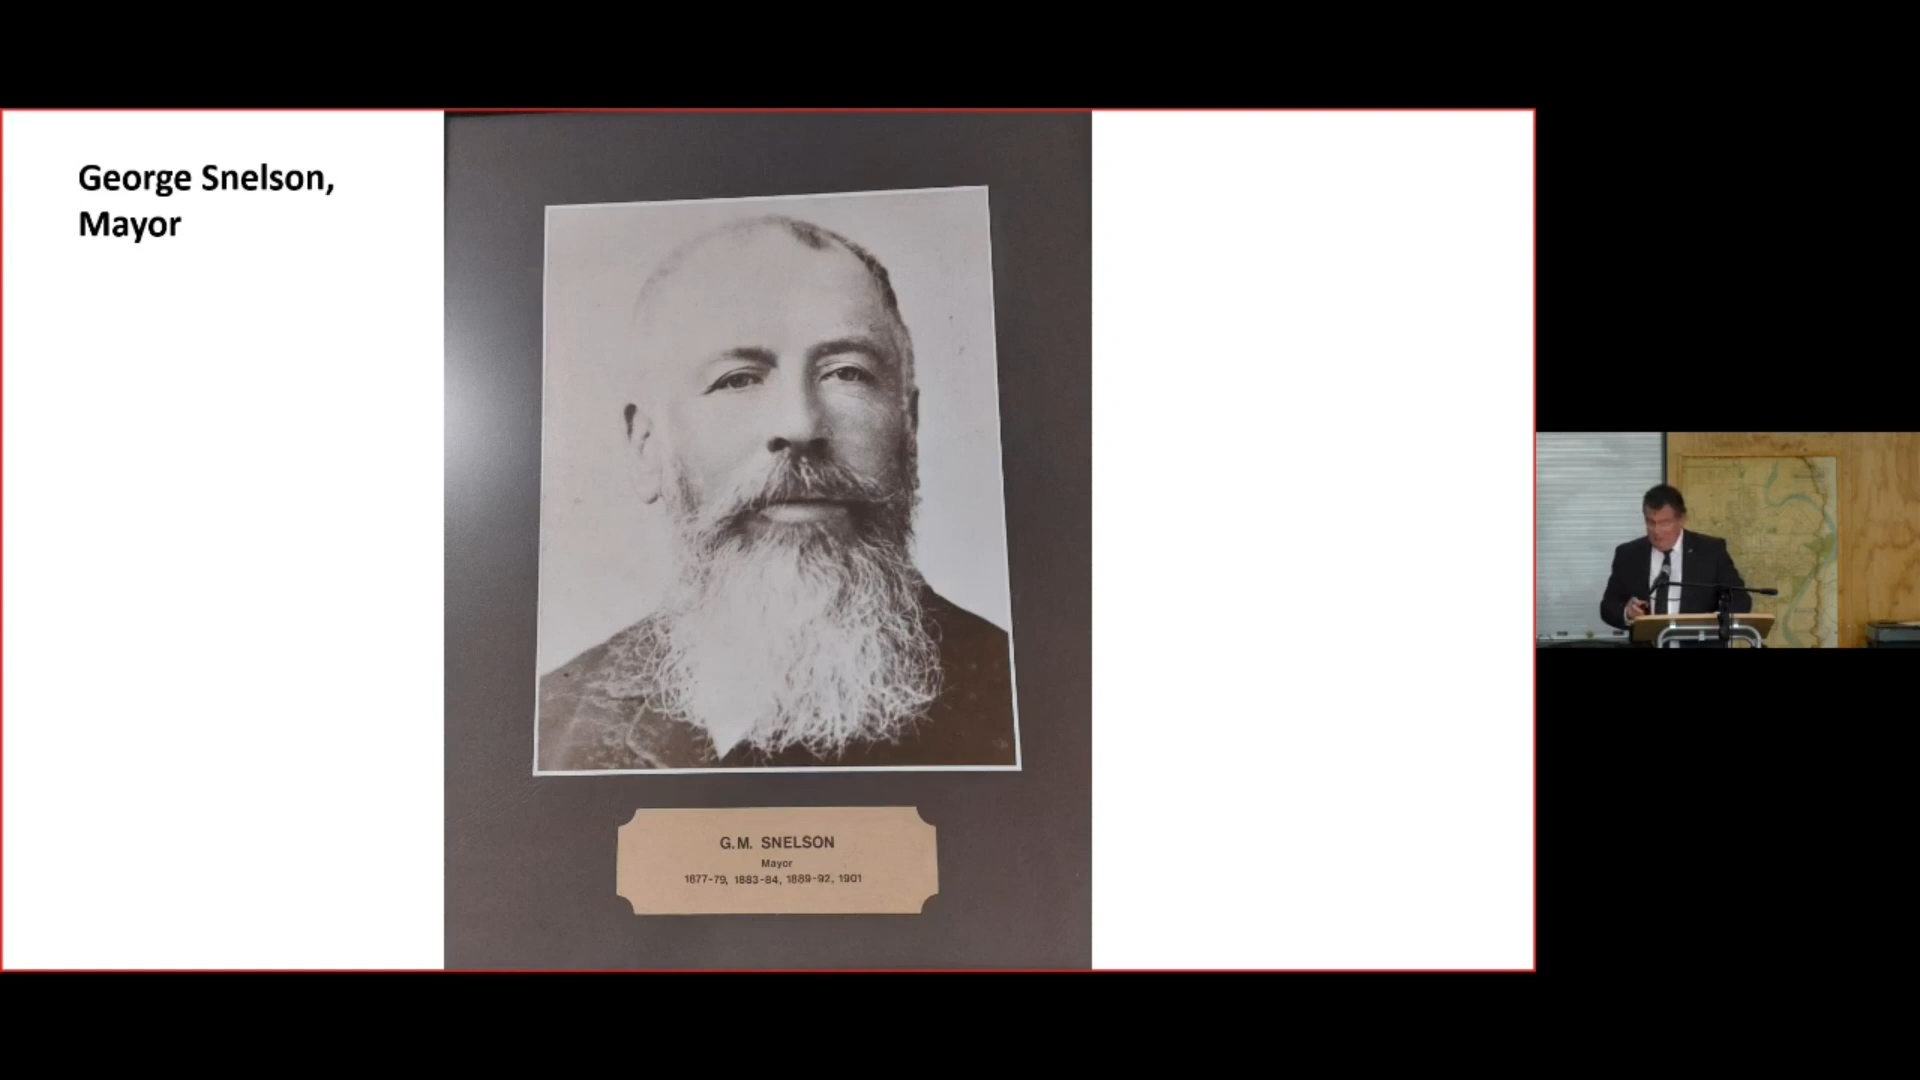 George Snelson,
Mayor
G.M. SNELSON
Mayor
1877-79, 1883-84, 1889-92, 1901